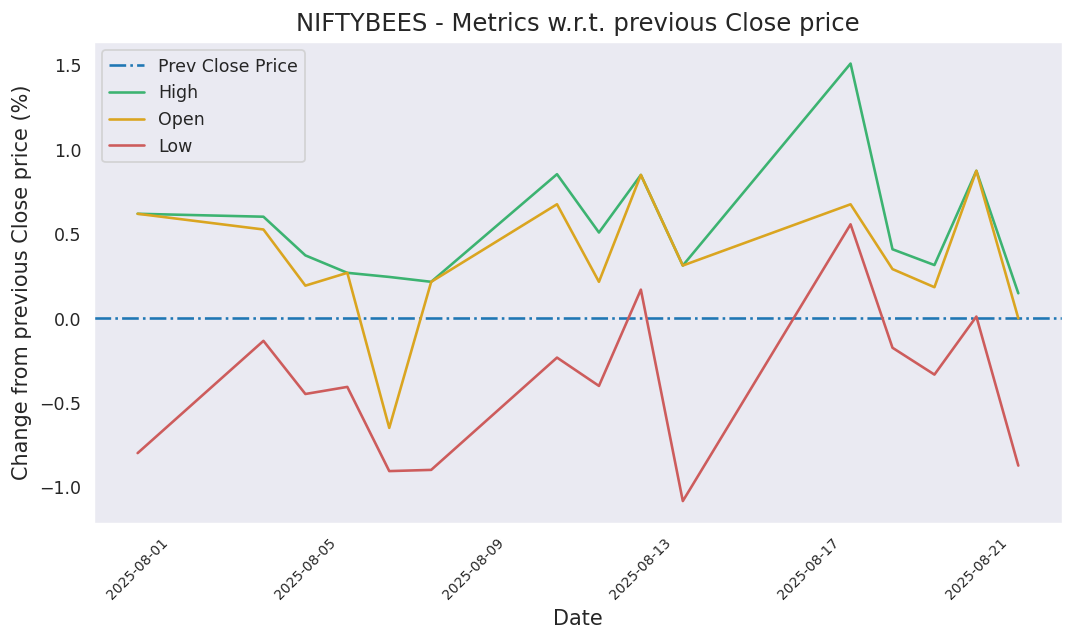 NIFTYBEES - Metrics w.r.t. previous Close price
Prev Close Price
High
Open
Low
Change from previous Close price (%)
1.5
1.0
0.5
0.0
−0.5
−1.0
2025-08-01
2025-08-05
2025-08-09
2025-08-13
2025-08-17
2025-08-21
Date